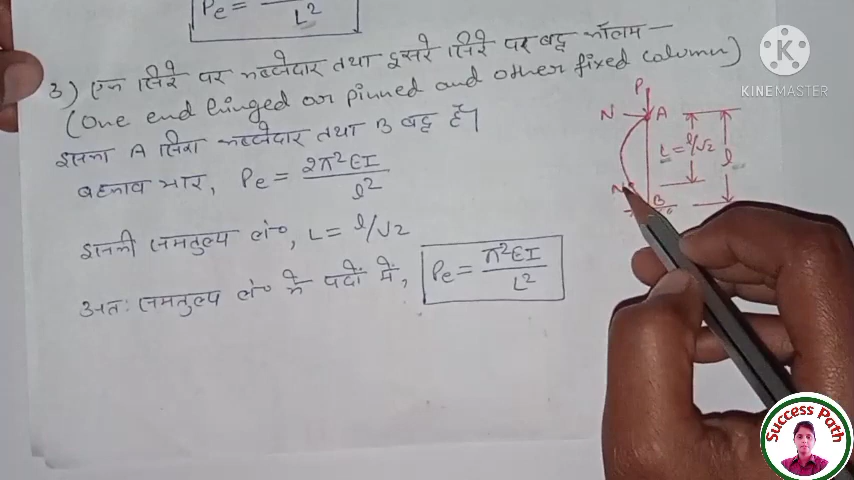 Pe = L²
3) एक सिरे पर कब्जेदार तथा दूसरे सिरे पर बद्ध कॉलम —
(One end hinged or pinned and other fixed column)
इसका A सिरा कब्जेदार तथा B बद्ध है।
बहनाव भार, Pe = 2π²EI / l²
इसकी समतुल्य लं०, L = l/√2
अतः समतुल्य लं० के पदों में, Pe = π²EI / L²
P
N A
L = l/√2 l
N
B
KINEMASTER
Success Path